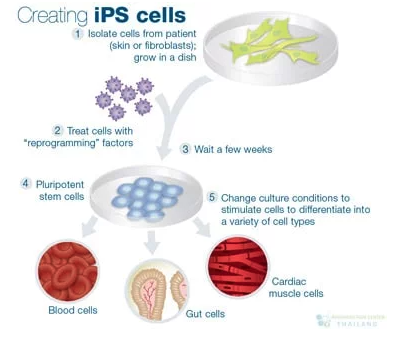 Creating iPS cells
1 Isolate cells from patient
(skin or fibroblasts);
grow in a dish
2 Treat cells with
"reprogramming" factors
3 Wait a few weeks
4 Pluripotent
stem cells
5 Change culture conditions to
stimulate cells to differentiate into
a variety of cell types
Blood cells
Gut cells
Cardiac
muscle cells
THAILAND